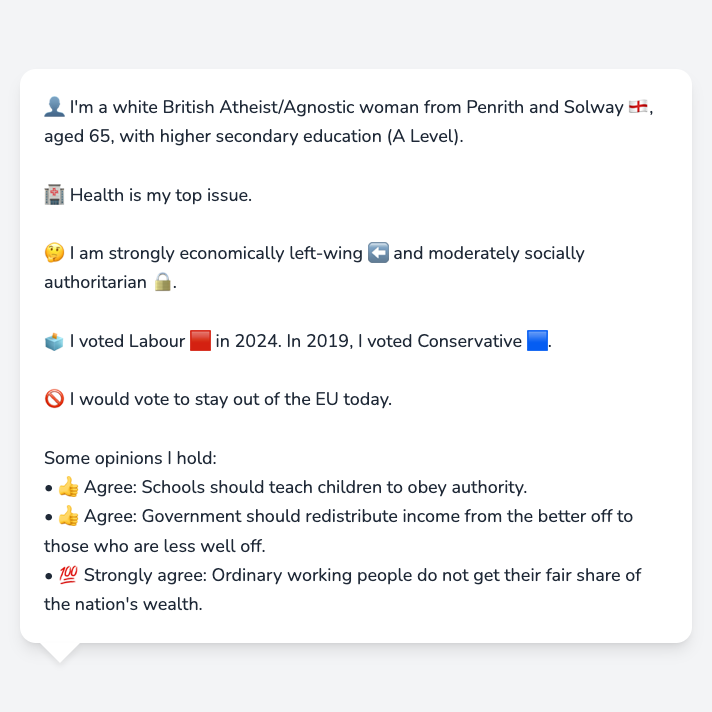 👤 I'm a white British Atheist/Agnostic woman from Penrith and Solway 🏴󠁧󠁢󠁥󠁮󠁧󠁿,
aged 65, with higher secondary education (A Level).
🏥 Health is my top issue.
🤔 I am strongly economically left-wing ⬅️ and moderately socially
authoritarian 🔒.
🗳️ I voted Labour 🟥 in 2024. In 2019, I voted Conservative 🟦.
🚫 I would vote to stay out of the EU today.
Some opinions I hold:
• 👍 Agree: Schools should teach children to obey authority.
• 👍 Agree: Government should redistribute income from the better off to
those who are less well off.
• 💯 Strongly agree: Ordinary working people do not get their fair share of
the nation's wealth.